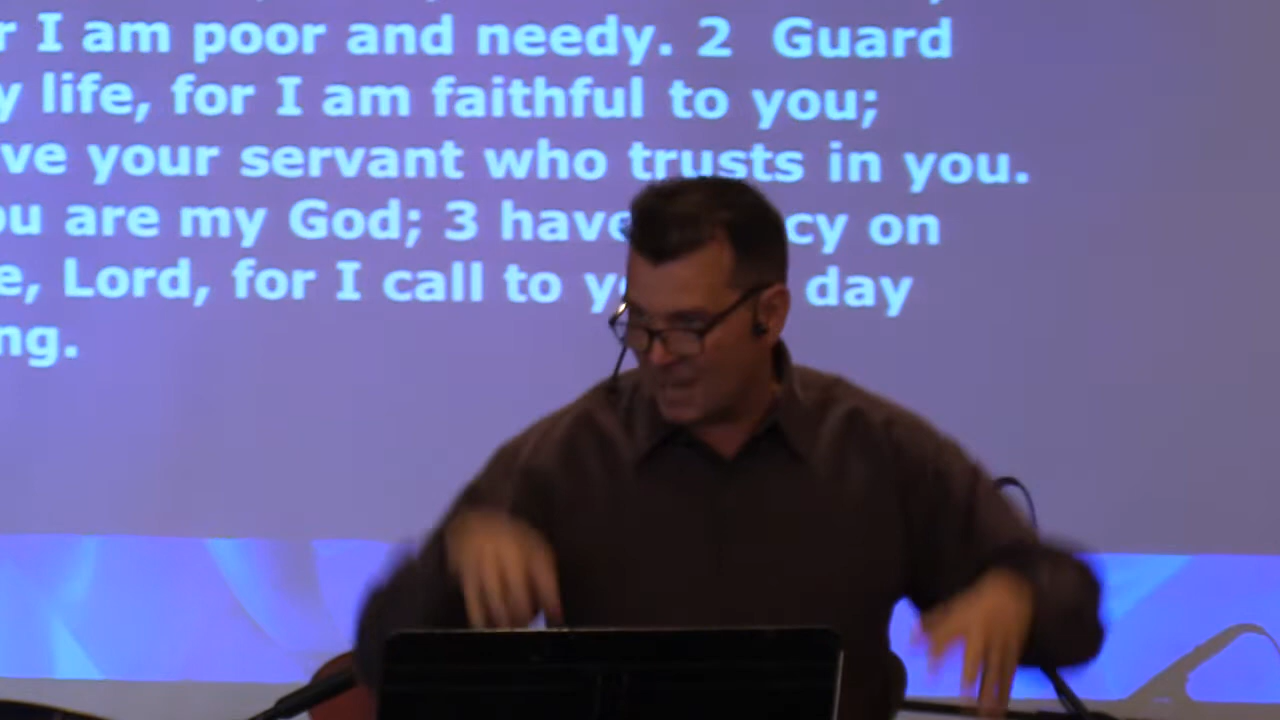 r I am poor and needy. 2 Guard
y life, for I am faithful to you;
ve your servant who trusts in you.
ou are my God; 3 have cy on
e, Lord, for I call to y day
ng.